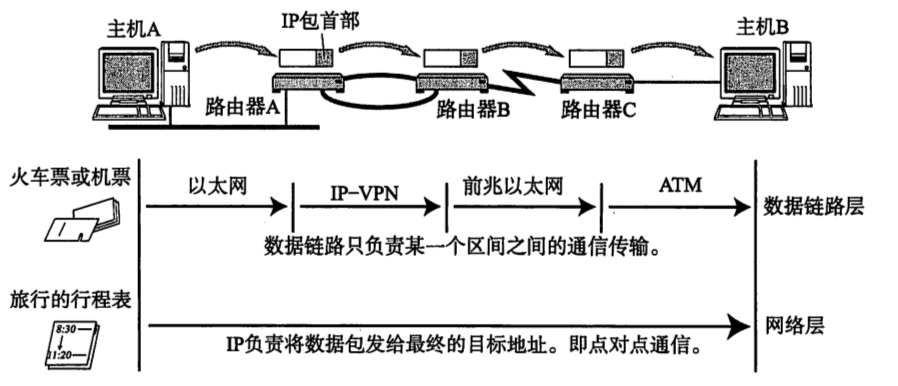 IP包首部
主机A
主机B
路由器A
路由器B
路由器C
火车票或机票
以太网
IP-VPN
前兆以太网
ATM
数据链路层
数据链路只负责某一个区间之间的通信传输。
旅行的行程表
8:30
11:20
网络层
IP负责将数据包发给最终的目标地址。即点对点通信。